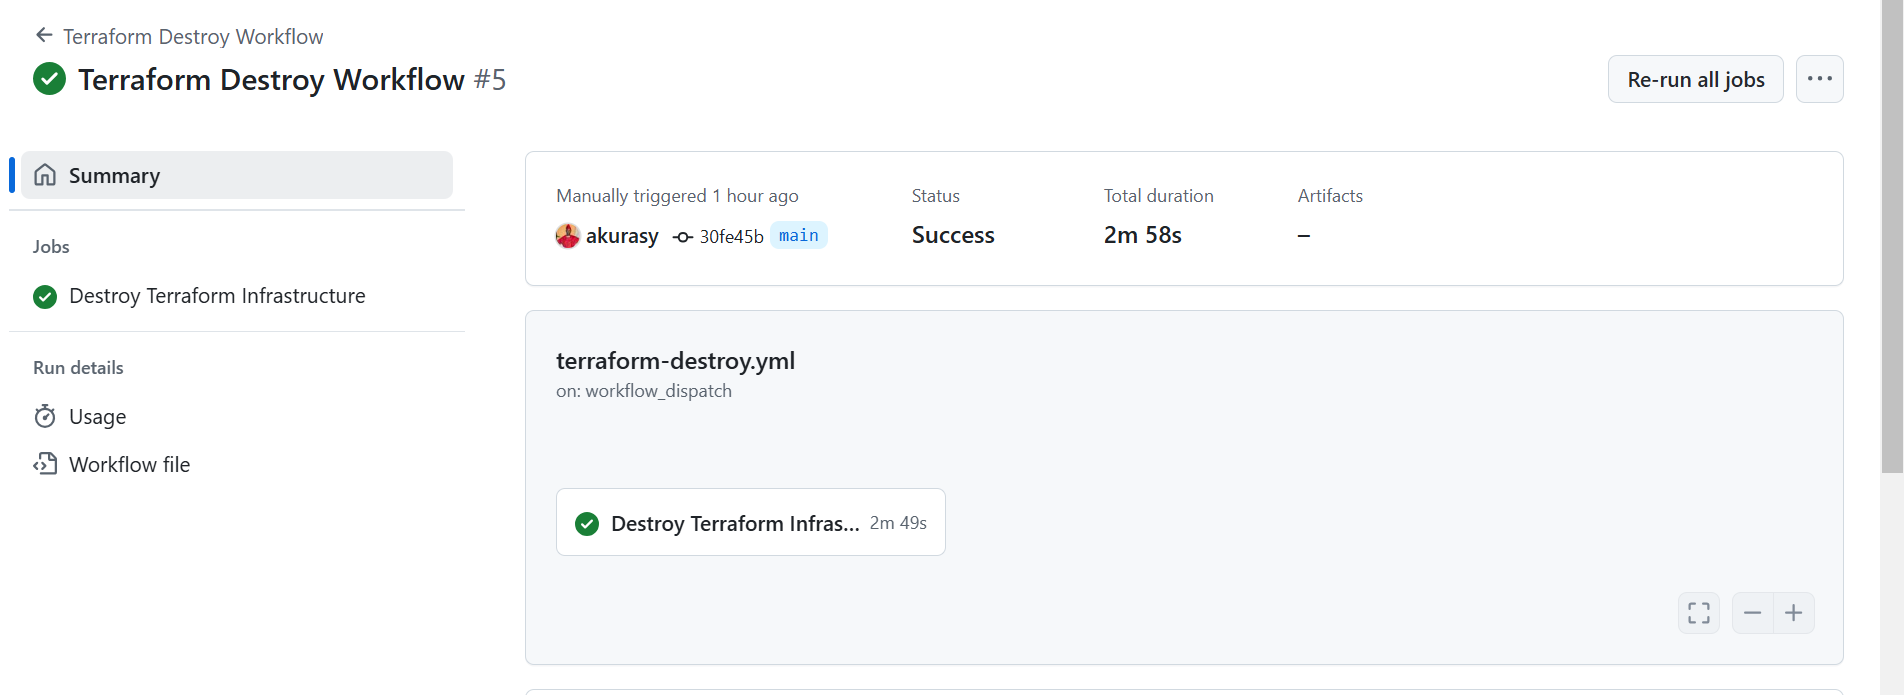 Terraform Destroy Workflow
Terraform Destroy Workflow #5
Re-run all jobs
Summary
Jobs
Destroy Terraform Infrastructure
Run details
Usage
Workflow file
Manually triggered 1 hour ago
akurasy 30fe45b main
Status
Success
Total duration
2m 58s
Artifacts
–
terraform-destroy.yml
on: workflow_dispatch
Destroy Terraform Infras... 2m 49s